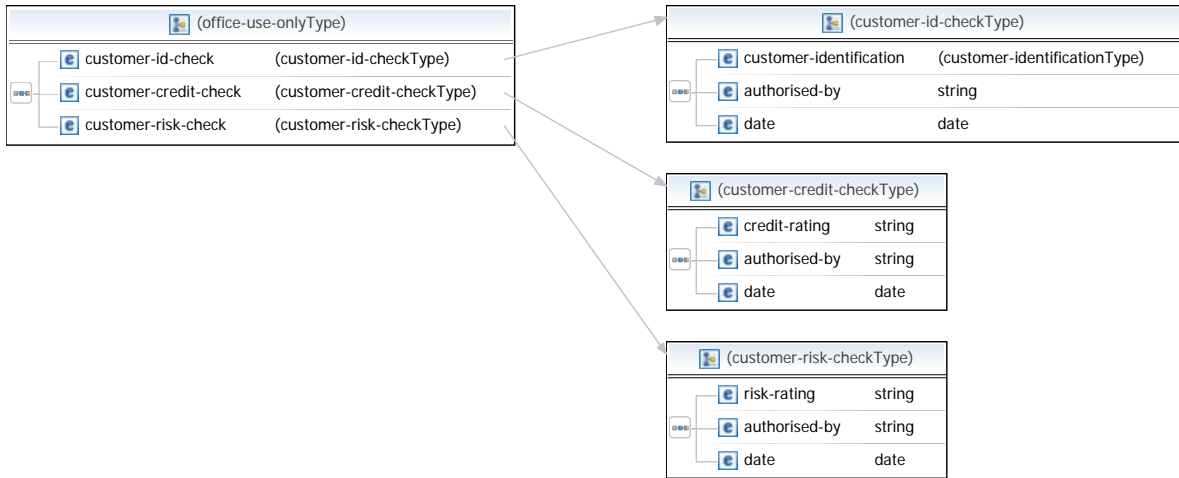 (office-use-onlyType)
customer-id-check (customer-id-checkType)
customer-credit-check (customer-credit-checkType)
customer-risk-check (customer-risk-checkType)
(customer-id-checkType)
customer-identification (customer-identificationType)
authorised-by string
date date
(customer-credit-checkType)
credit-rating string
authorised-by string
date date
(customer-risk-checkType)
risk-rating string
authorised-by string
date date